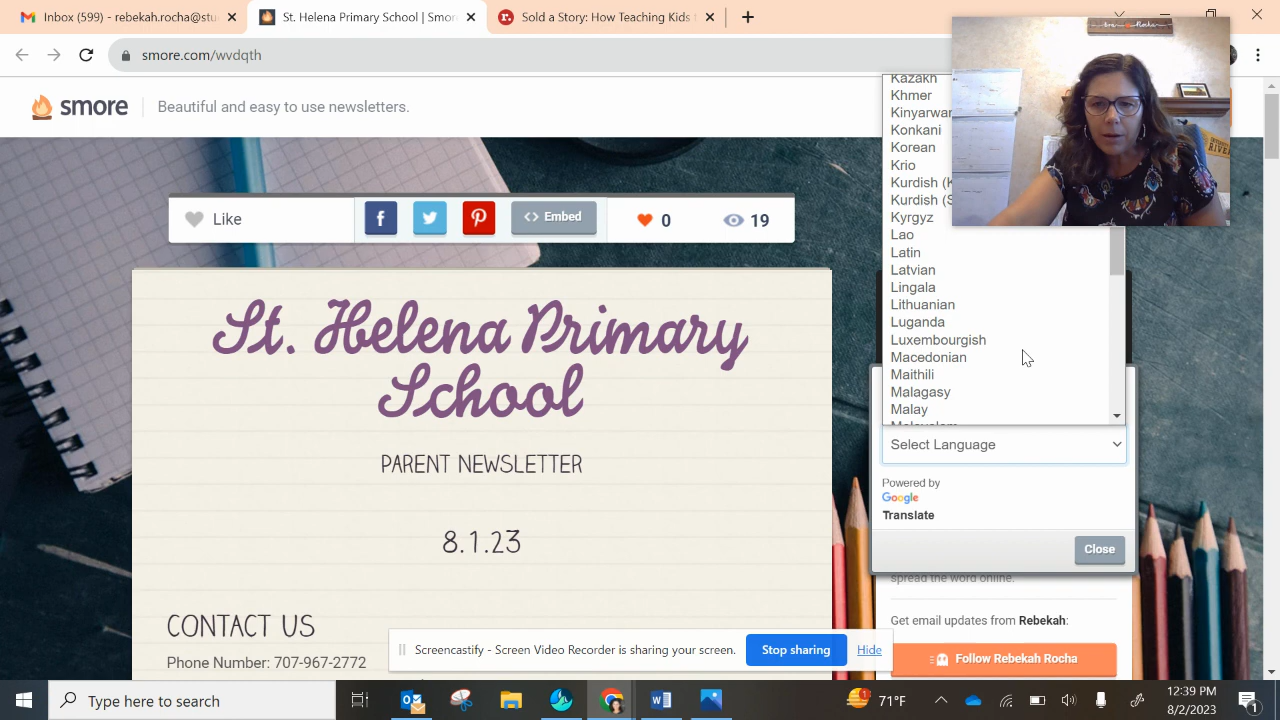 Inbox (599) - rebekah.rocha@stu
St. Helena Primary School | Smo
Sold a Story: How Teaching Kids
smore.com/wvdqth
smore
Beautiful and easy to use newsletters.
Like
f
Embed
0
19
St. Helena Primary
School
PARENT NEWSLETTER
8.1.23
CONTACT US
Phone Number: 707-967-2772
Kazakh
Khmer
Konkani
Korean
Krio
Kurdish (K
Kurdish (S
Kyrgyz
Lao
Latin
Latvian
Lingala
Lithuanian
Luganda
Luxembourgish
Macedonian
Maithili
Malagasy
Malay
Malayalam
Select Language
Powered by
Google
Translate
Close
spread the word online.
Get email updates from Rebekah:
Follow Rebekah Rocha
Screencastify - Screen Video Recorder is sharing your screen.
Stop sharing
Hide
Type here to search
71°F
12:39 PM
8/2/2023